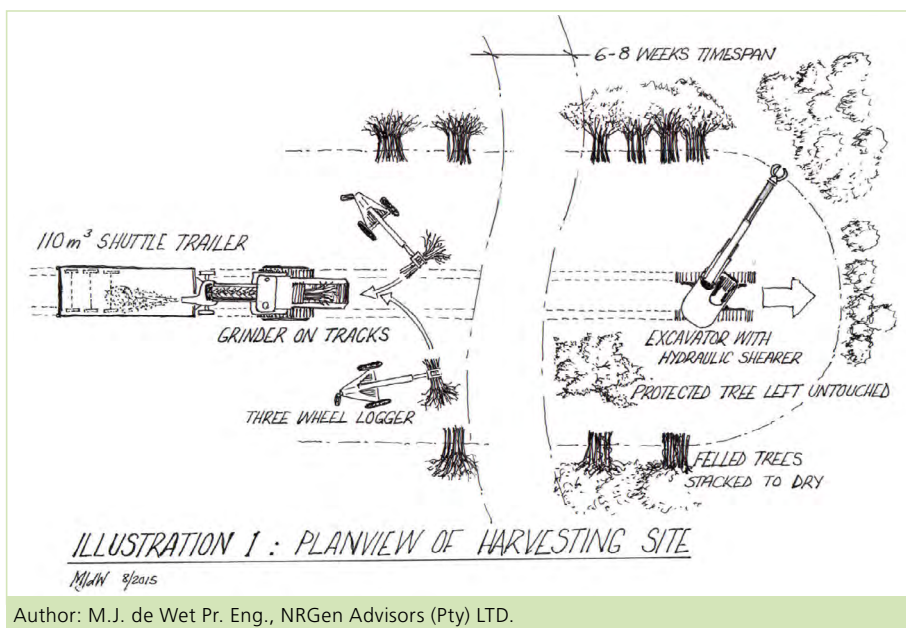 6-8 WEEKS TIMESPAN
110m³ SHUTTLE TRAILER
GRINDER ON TRACKS
EXCAVATOR WITH
HYDRAULIC SHEARER
PROTECTED TREE LEFT UNTOUCHED
THREE WHEEL LOGGER
FELLED TREES
STACKED TO DRY
ILLUSTRATION 1 : PLANVIEW OF HARVESTING SITE
MJdW 8/2015
Author: M.J. de Wet Pr. Eng., NRGen Advisors (Pty) LTD.